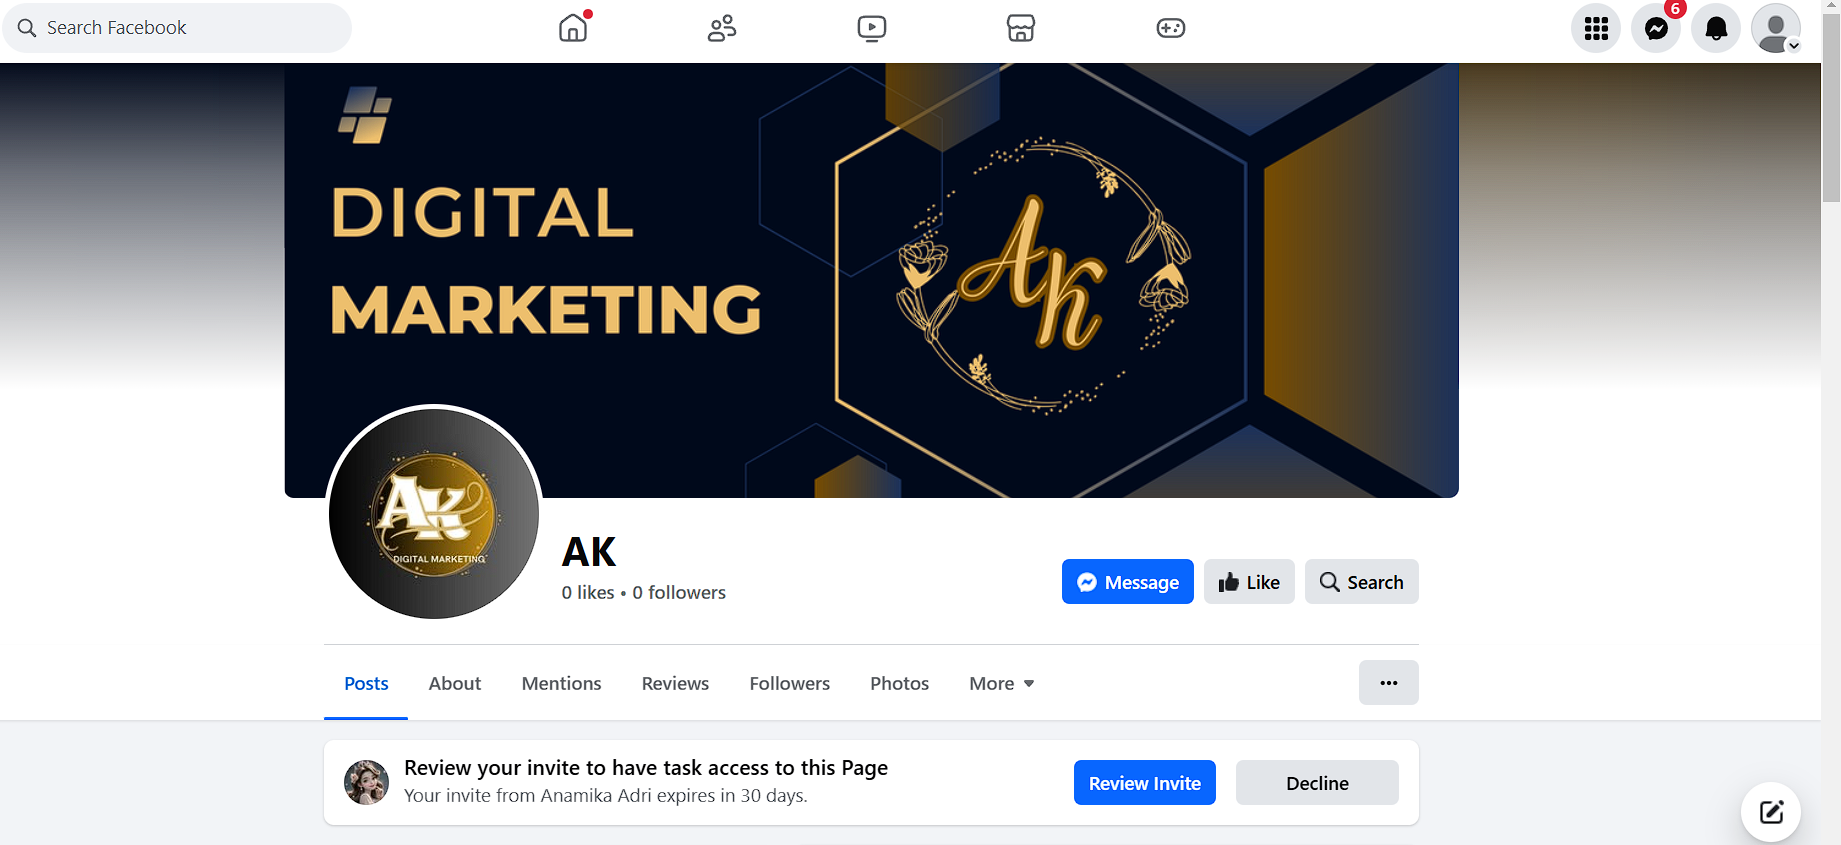 Search Facebook
6
DIGITAL
MARKETING
AK
AK
DIGITAL MARKETING
AK
0 likes • 0 followers
Message
Like
Search
Posts
About
Mentions
Reviews
Followers
Photos
More
Review your invite to have task access to this Page
Your invite from Anamika Adri expires in 30 days.
Review Invite
Decline